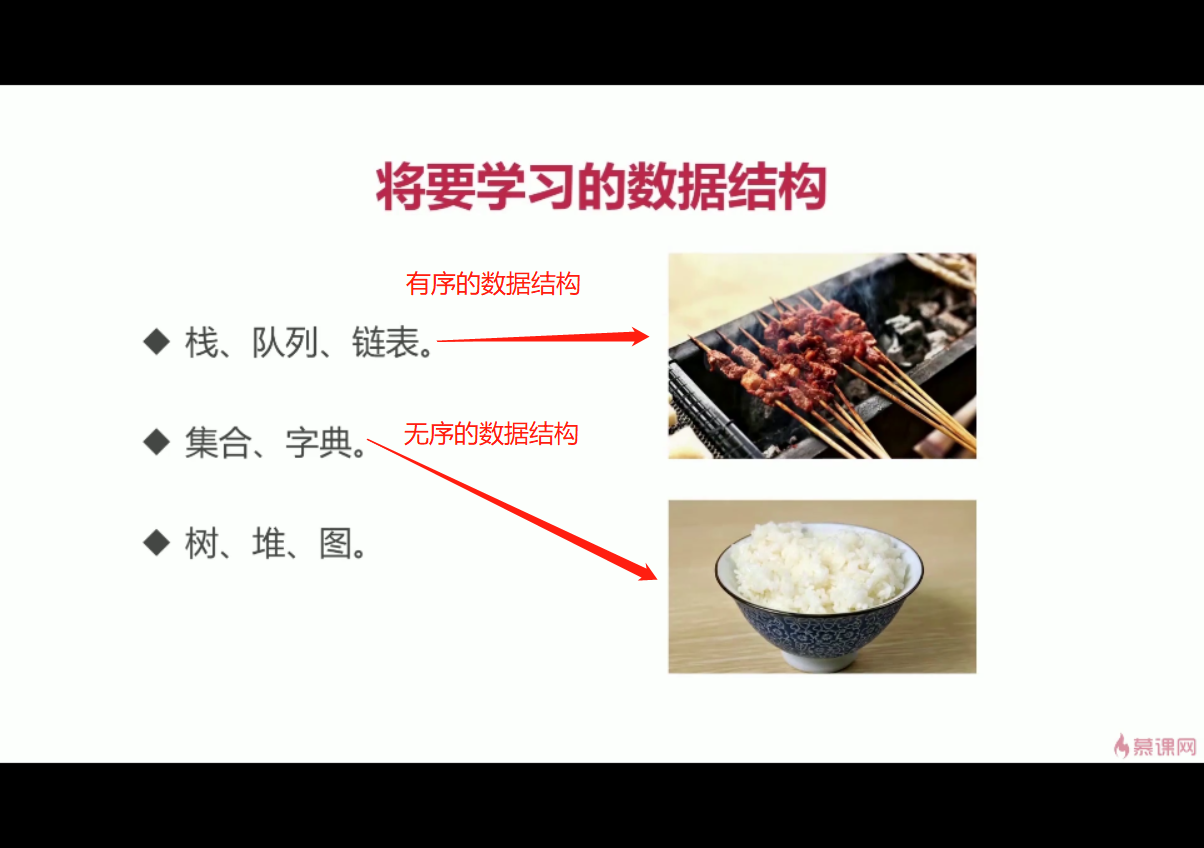 将要学习的数据结构
有序的数据结构
◆ 栈、队列、链表。
无序的数据结构
◆ 集合、字典。
◆ 树、堆、图。
慕课网